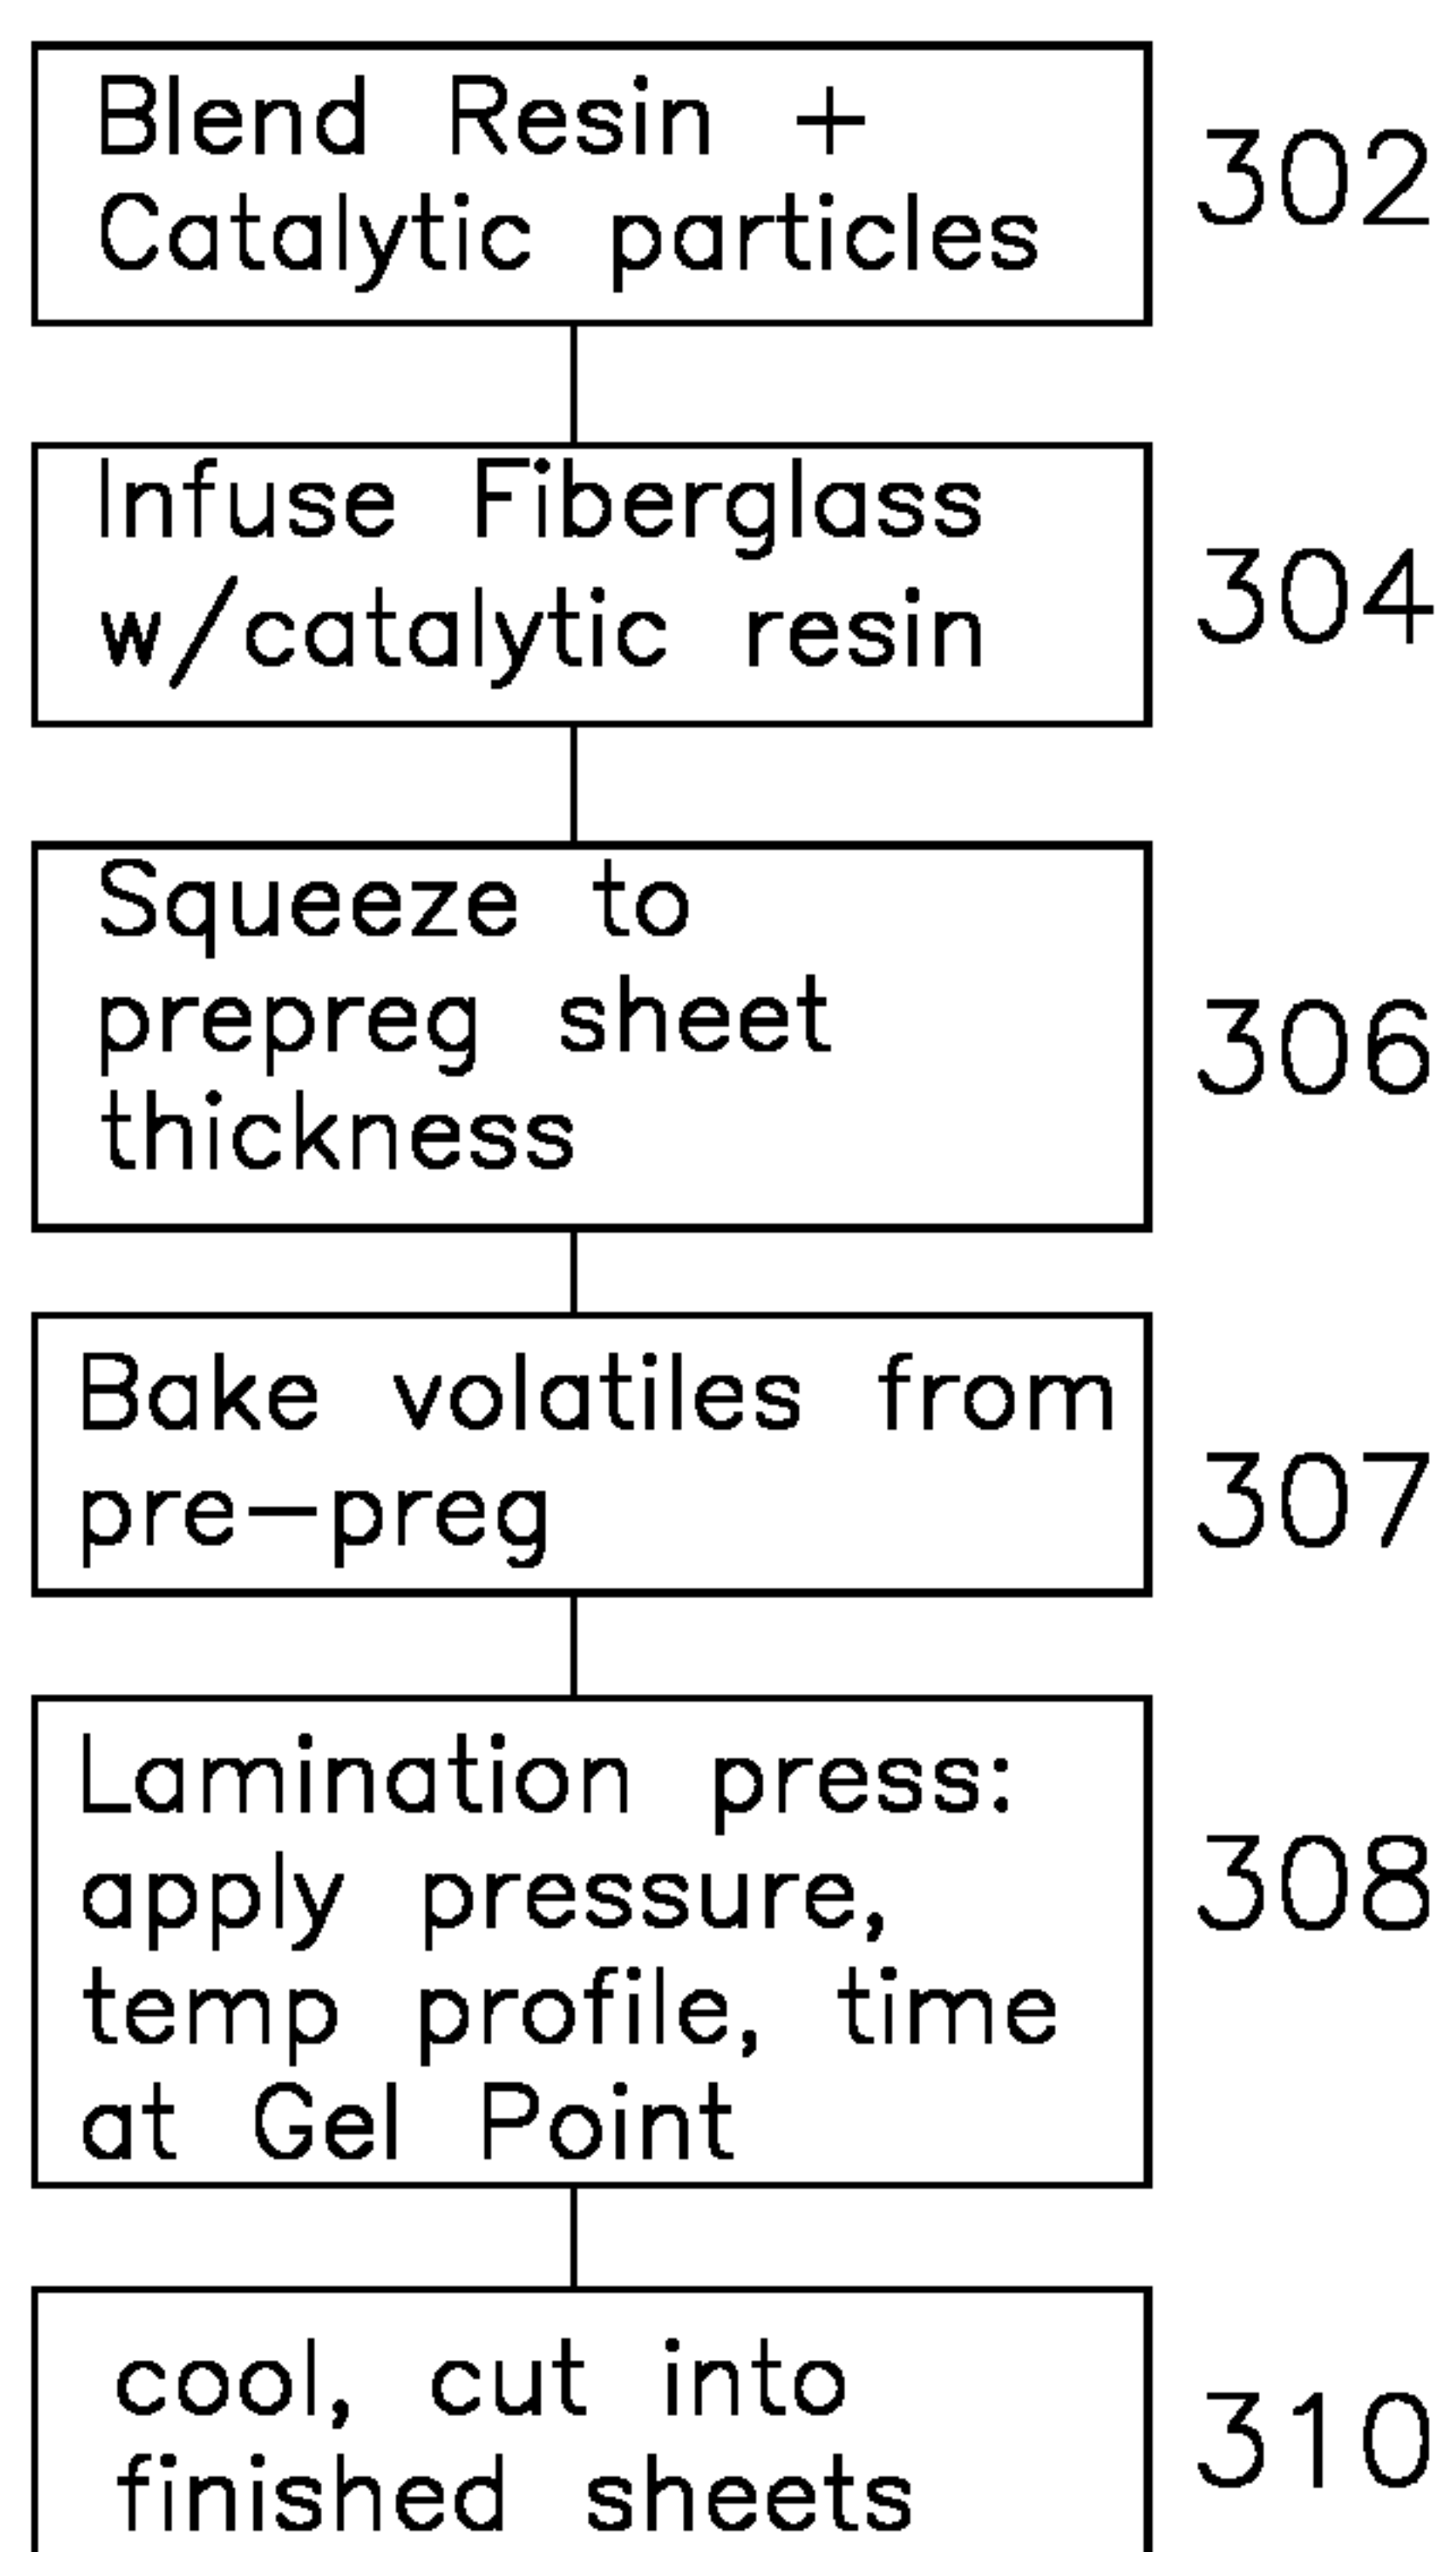 Blend Resin +
Catalytic particles
302
Infuse Fiberglass
w/catalytic resin
304
Squeeze to
prepreg sheet
thickness
306
Bake volatiles from
pre-preg
307
Lamination press:
apply pressure,
temp profile, time
at Gel Point
308
cool, cut into
finished sheets
310